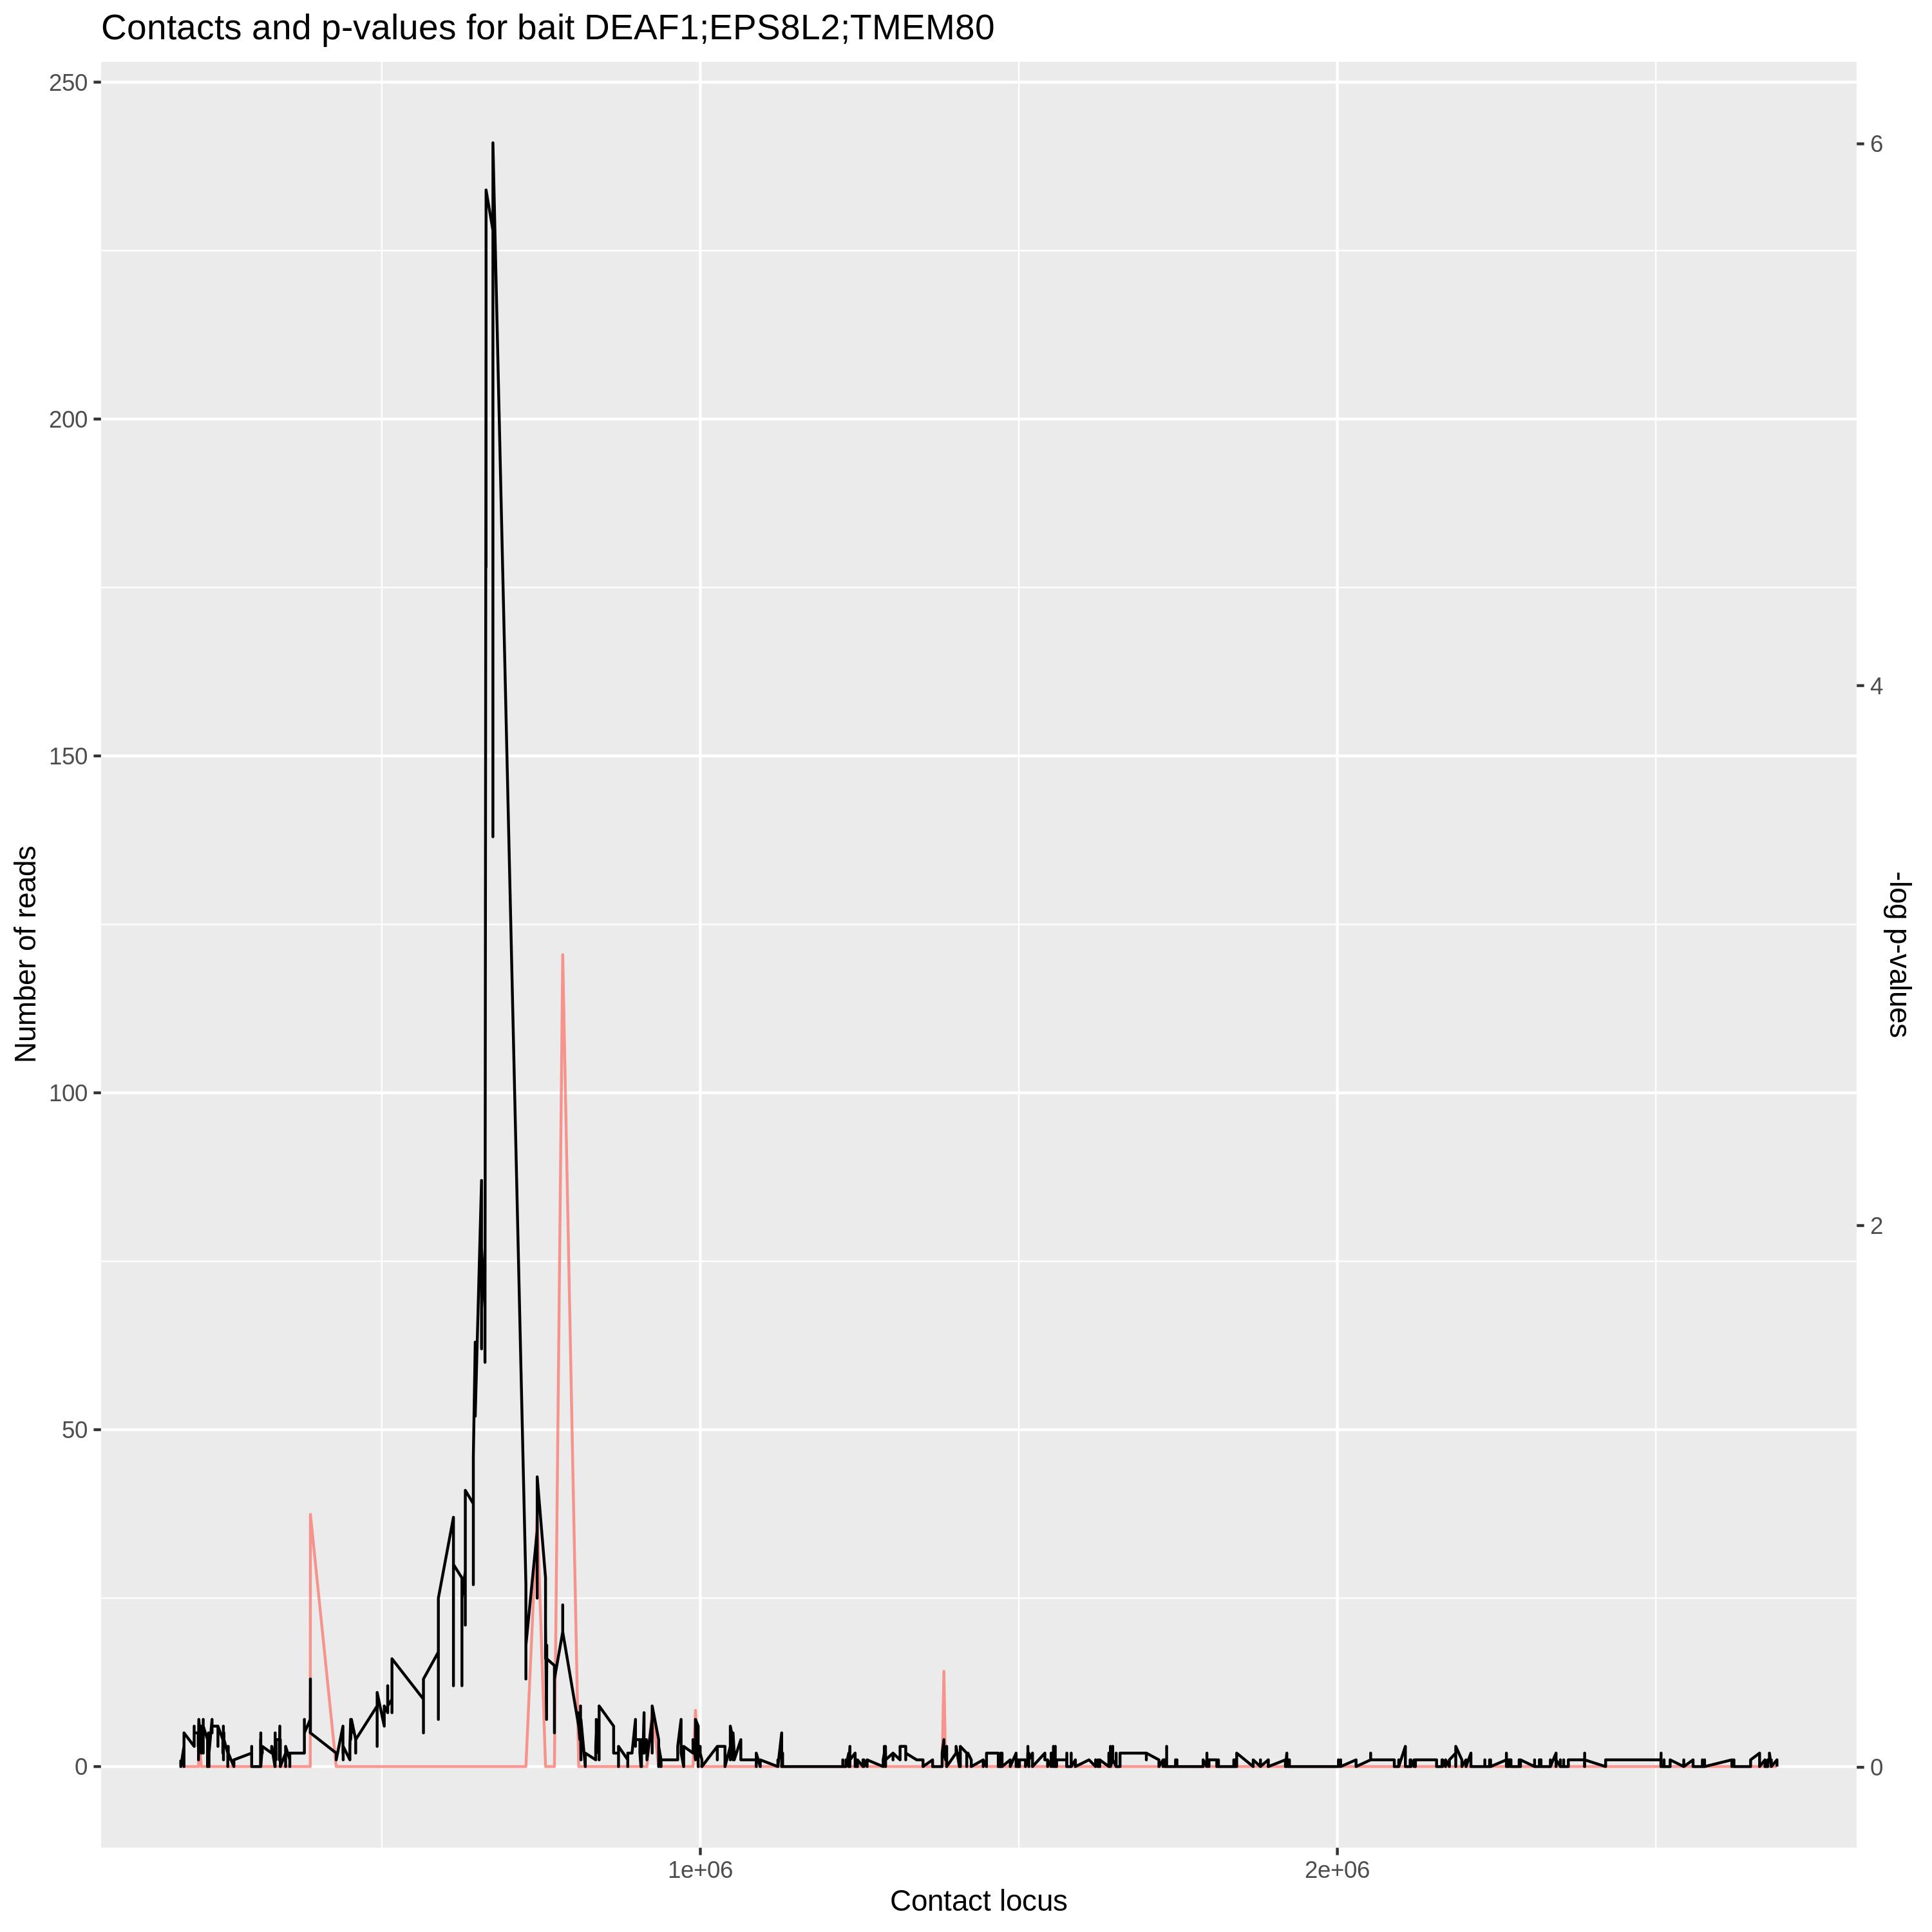 Contacts and p-values for bait DEAF1;EPS8L2;TMEM80
250
200
150
100
50
0
Number of reads
6
4
2
0
-log p-values
1e+06
2e+06
Contact locus